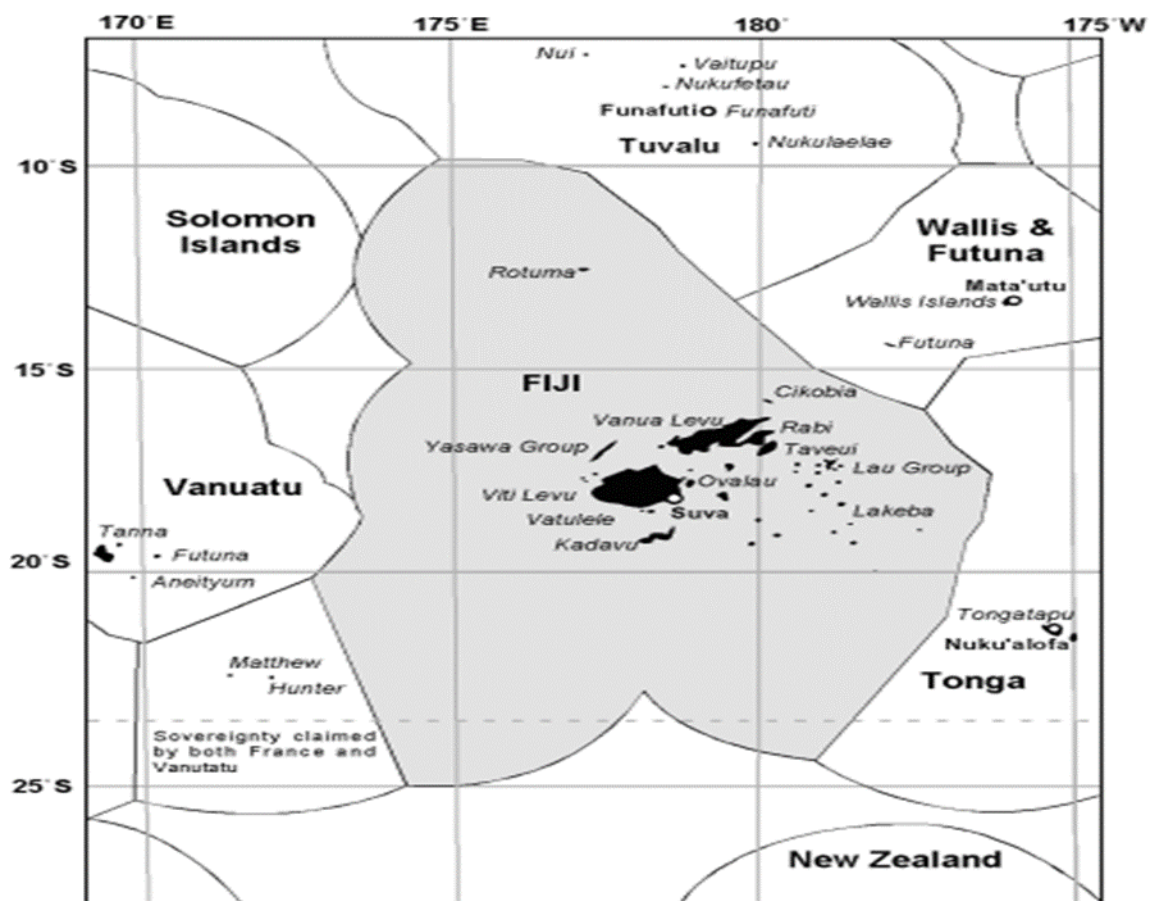 170˚E 175˚E 180˚ 175˚W
Nui
Vaitupu
Nukufetau
Funafuti Funafuti
Tuvalu
Nukulaelae
10˚S
Solomon
Islands
Wallis &
Futuna
Rotuma
Mata'utu
Wallis Islands
Futuna
15˚S
FIJI
Cikobia
Vanua Levu
Rabi
Yasawa Group
Taveui
Lau Group
Vanuatu
Viti Levu
Ovalau
Suva
Lakeba
Vatulele
Tanna
Kadavu
Futuna
20˚S
Aneityum
Tongatapu
Nuku'alofa
Matthew
Hunter
Tonga
Sovereignty claimed
by both France and
Vanutatu
25˚S
New Zealand